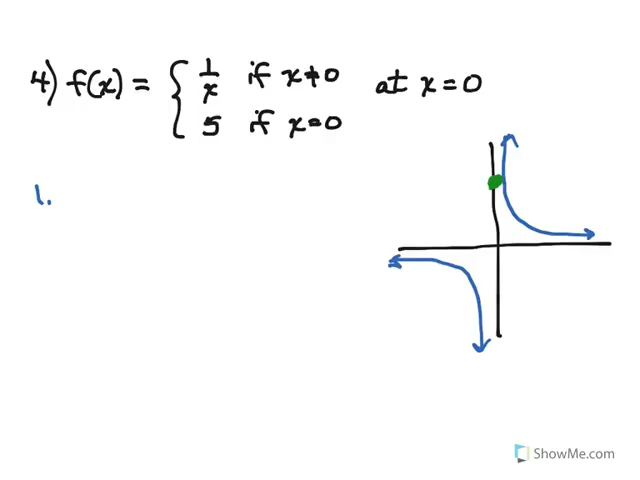 4) f(x) = { 1/x if x≠0 at x=0
5 if x=0
1.
ShowMe.com